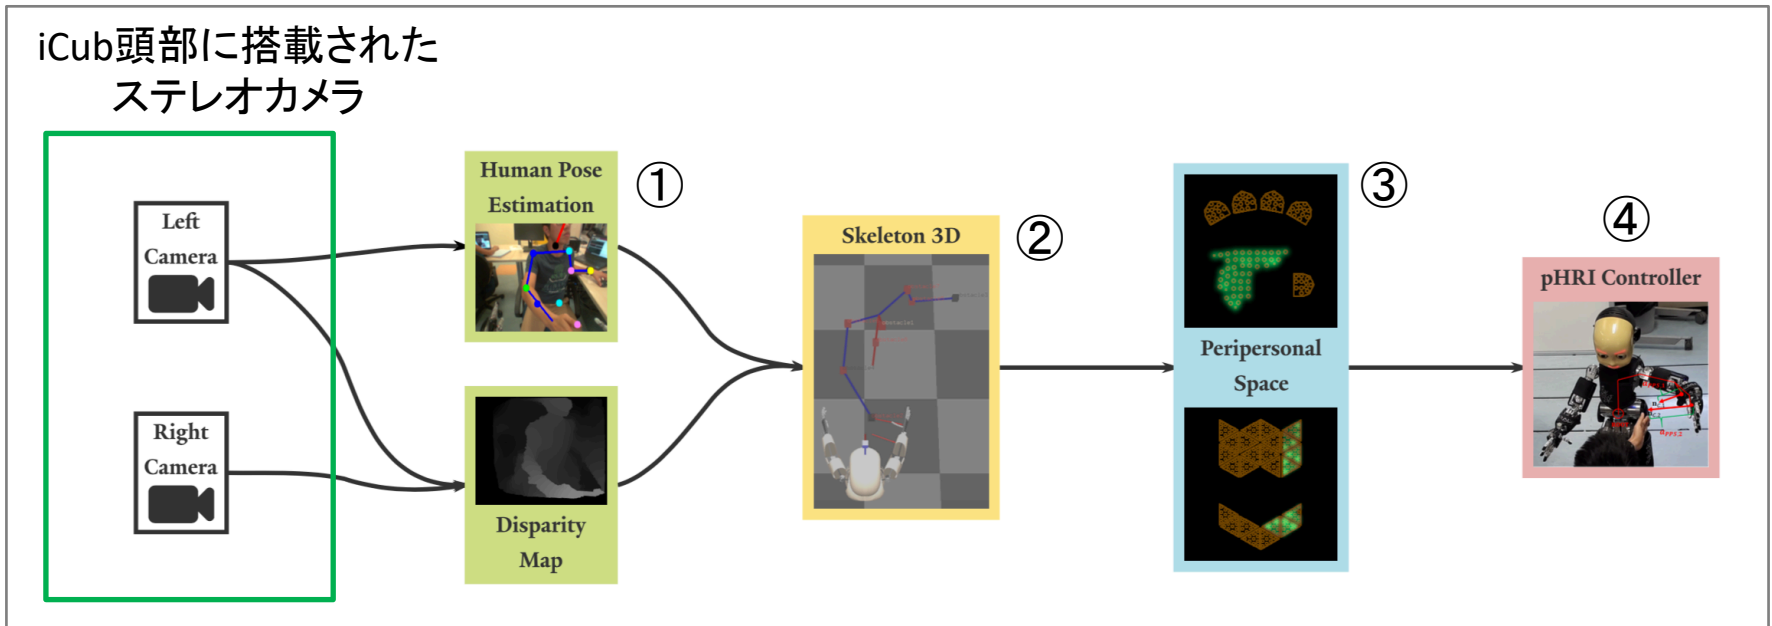 iCub頭部に搭載された
ステレオカメラ
Left
Camera
Right
Camera
Human Pose
Estimation
①
Disparity
Map
Skeleton 3D
②
③
Peripersonal
Space
④
pHRI Controller